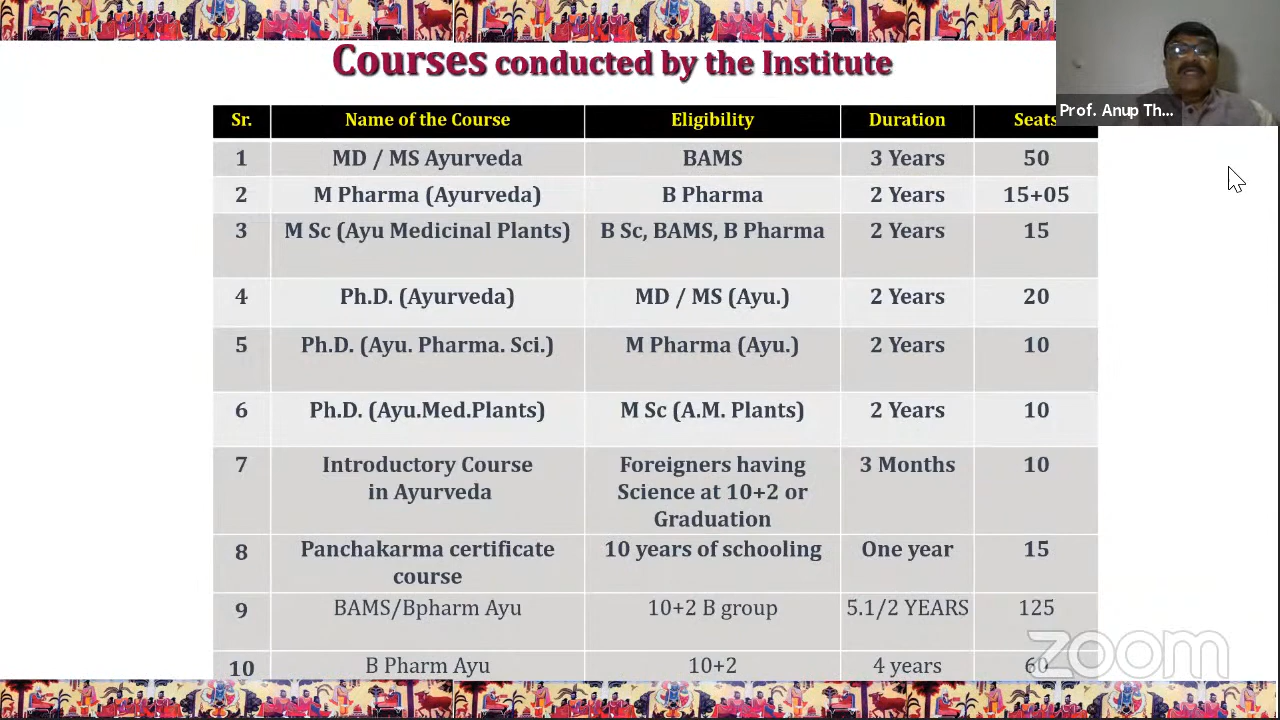 Courses conducted by the Institute
Prof. Anup Th...
Sr. Name of the Course Eligibility Duration Seats
1 MD / MS Ayurveda BAMS 3 Years 50
2 M Pharma (Ayurveda) B Pharma 2 Years 15+05
3 M Sc (Ayu Medicinal Plants) B Sc, BAMS, B Pharma 2 Years 15
4 Ph.D. (Ayurveda) MD / MS (Ayu.) 2 Years 20
5 Ph.D. (Ayu. Pharma. Sci.) M Pharma (Ayu.) 2 Years 10
6 Ph.D. (Ayu.Med.Plants) M Sc (A.M. Plants) 2 Years 10
7 Introductory Course Foreigners having 3 Months 10
in Ayurveda Science at 10+2 or
Graduation
8 Panchakarma certificate 10 years of schooling One year 15
course
9 BAMS/Bpharm Ayu 10+2 B group 5.1/2 YEARS 125
10 B Pharm Ayu 10+2 4 years 60
zoom